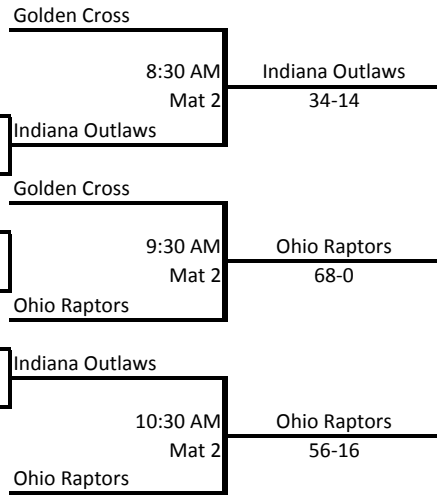 Golden Cross
8:30 AM
Indiana Outlaws
Mat 2
34-14
Indiana Outlaws
Golden Cross
9:30 AM
Ohio Raptors
Mat 2
68-0
Ohio Raptors
Indiana Outlaws
10:30 AM
Ohio Raptors
Mat 2
56-16
Ohio Raptors